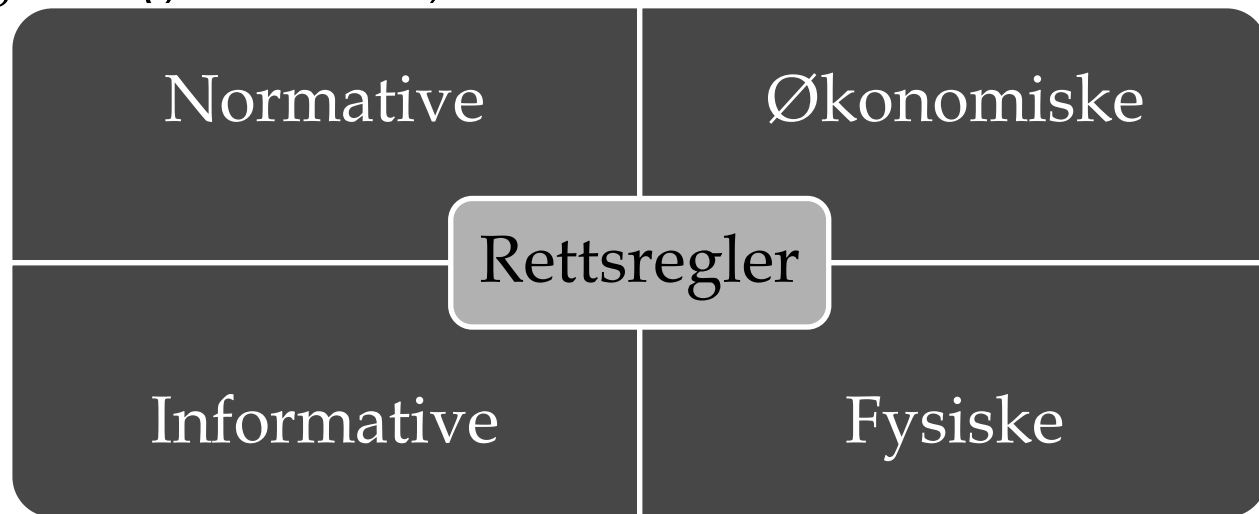 Normative
Økonomiske
Rettsregler
Informative
Fysiske